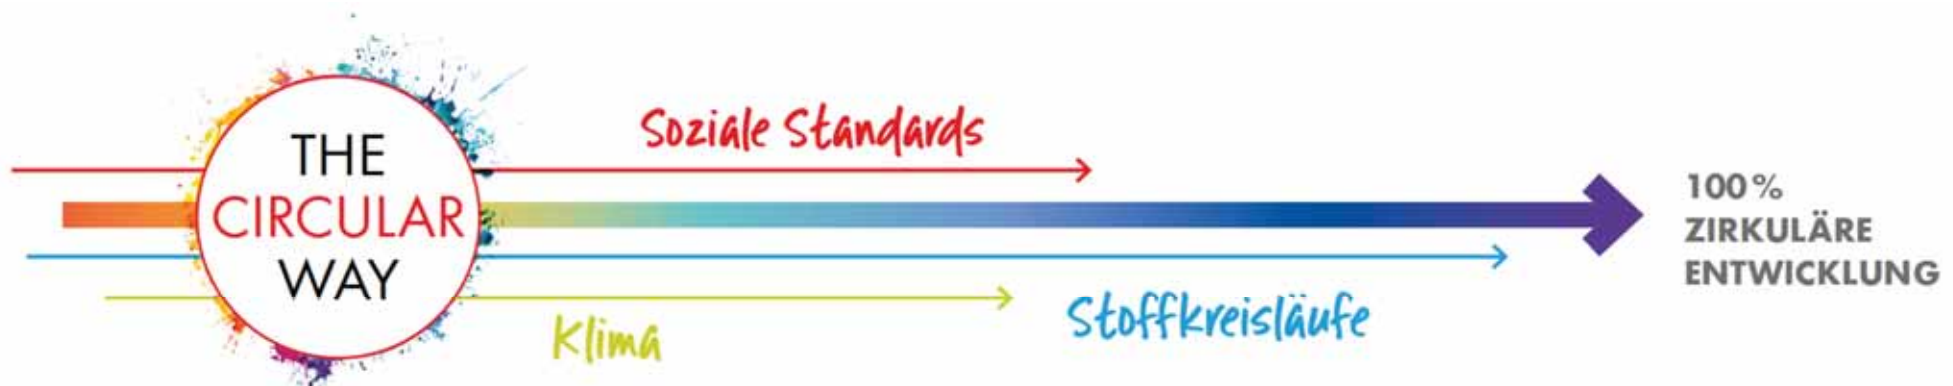 THE
CIRCULAR
WAY
Soziale Standards
Klima
Stoffkreisläufe
100 %
ZIRKULÄRE
ENTWICKLUNG